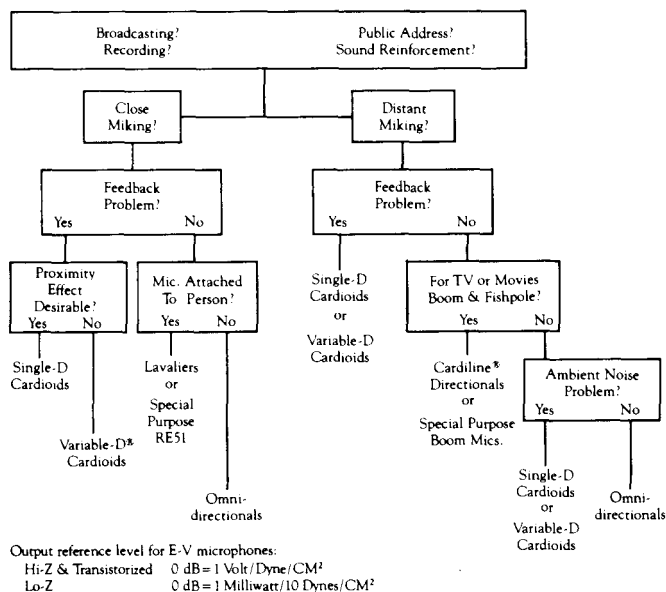 Broadcasting?
Recording?
Public Address?
Sound Reinforcement?
Close
Miking?
Distant
Miking?
Feedback
Problem?
Yes No
Feedback
Problem?
Yes No
Proximity
Effect
Desirable?
Yes No
Mic. Attached
To Person?
Yes No
Single-D
Cardioids
or
Variable-D
Cardioids
For TV or Movies
Boom & Fishpole?
Yes No
Single-D
Cardioids
Variable-D®
Cardioids
Lavaliers
or
Special
Purpose
RE51
Omni-
directionals
Cardiline®
Directionals
or
Special Purpose
Boom Mics.
Ambient Noise
Problem?
Yes No
Single-D
Cardioids
or
Variable-D
Cardioids
Omni-
directionals
Output reference level for E-V microphones:
Hi-Z & Transistorized 0 dB = 1 Volt/Dyne/CM²
Lo-Z 0 dB = 1 Milliwatt/10 Dynes/CM²